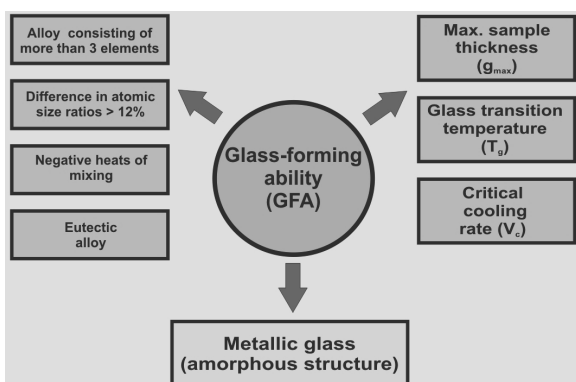 Alloy consisting of
more than 3 elements
Difference in atomic
size ratios > 12%
Negative heats of
mixing
Eutectic
alloy
Glass-forming
ability
(GFA)
Max. sample
thickness
(gmax)
Glass transition
temperature
(Tg)
Critical
cooling
rate (Vc)
Metallic glass
(amorphous structure)